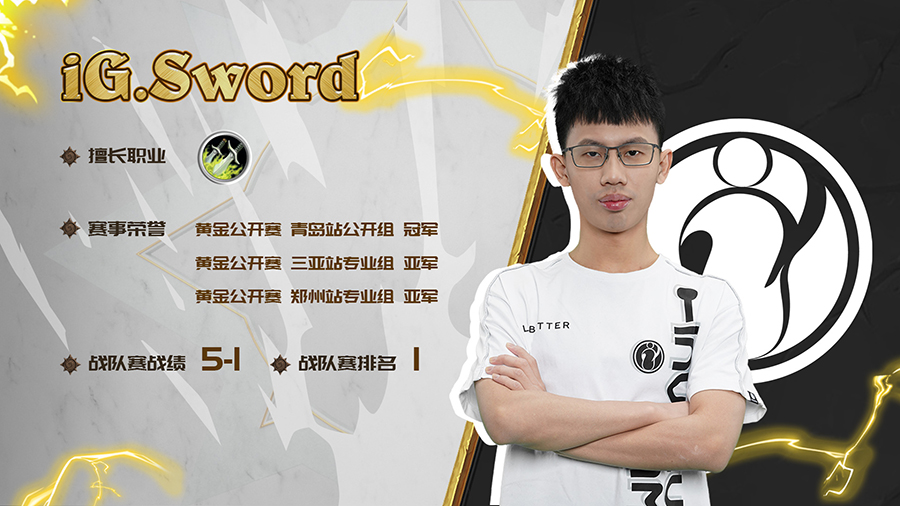 iG.Sword
擅长职业
赛事荣誉 黄金公开赛 青岛站公开组 冠军
黄金公开赛 三亚站专业组 亚军
黄金公开赛 郑州站专业组 亚军
战队赛战绩 5-1 战队赛排名 1
L8TTER